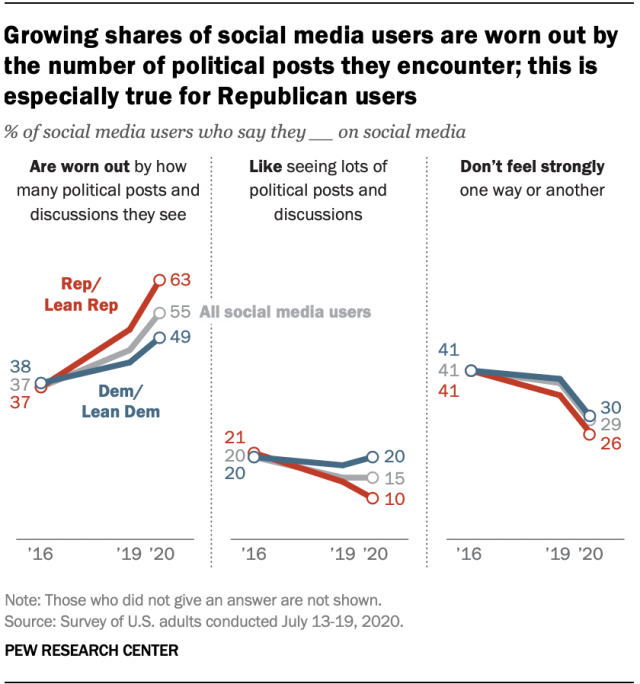 Growing shares of social media users are worn out by
the number of political posts they encounter; this is
especially true for Republican users
% of social media users who say they __ on social media
Are worn out by how
many political posts and
discussions they see
Like seeing lots of
political posts and
discussions
Don’t feel strongly
one way or another
Rep/
Lean Rep
63
55 All social media users
49
38
37
37
Dem/
Lean Dem
’16
’19 ’20
21
20
20
20
15
10
’16
’19 ’20
41
41
41
30
29
26
’16
’19 ’20
Note: Those who did not give an answer are not shown.
Source: Survey of U.S. adults conducted July 13-19, 2020.
PEW RESEARCH CENTER